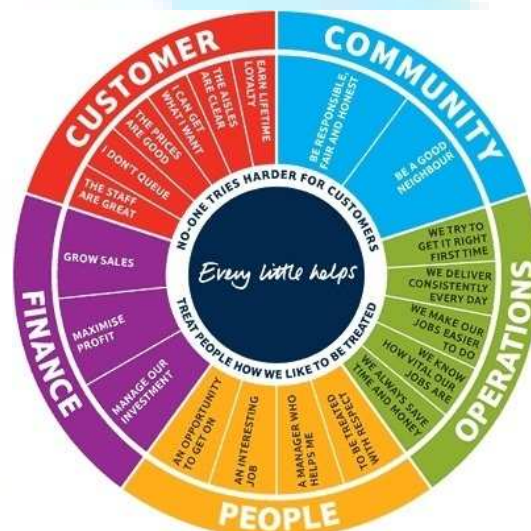 CUSTOMER
EARN LIFETIME
LOYALTY
THE AISLES
ARE CLEAR
I CAN GET
WHAT I WANT
THE PRICES
ARE GOOD
I DON'T QUEUE
THE STAFF
ARE GREAT
COMMUNITY
BE RESPONSIBLE,
FAIR AND HONEST
BE A GOOD
NEIGHBOUR
OPERATIONS
WE TRY TO
GET IT RIGHT
FIRST TIME
WE DELIVER
CONSISTENTLY
EVERY DAY
WE MAKE OUR
JOBS EASIER
TO DO
WE KNOW
HOW VITAL OUR
JOBS ARE
WE ALWAYS SAVE
TIME AND MONEY
PEOPLE
TO BE TREATED
WITH RESPECT
A MANAGER WHO
HELPS ME
AN INTERESTING
JOB
AN OPPORTUNITY
TO GET ON
FINANCE
MANAGE OUR
INVESTMENT
MAXIMISE
PROFIT
GROW SALES
NO-ONE TRIES HARDER FOR CUSTOMERS
Every little helps
TREAT PEOPLE HOW WE LIKE TO BE TREATED